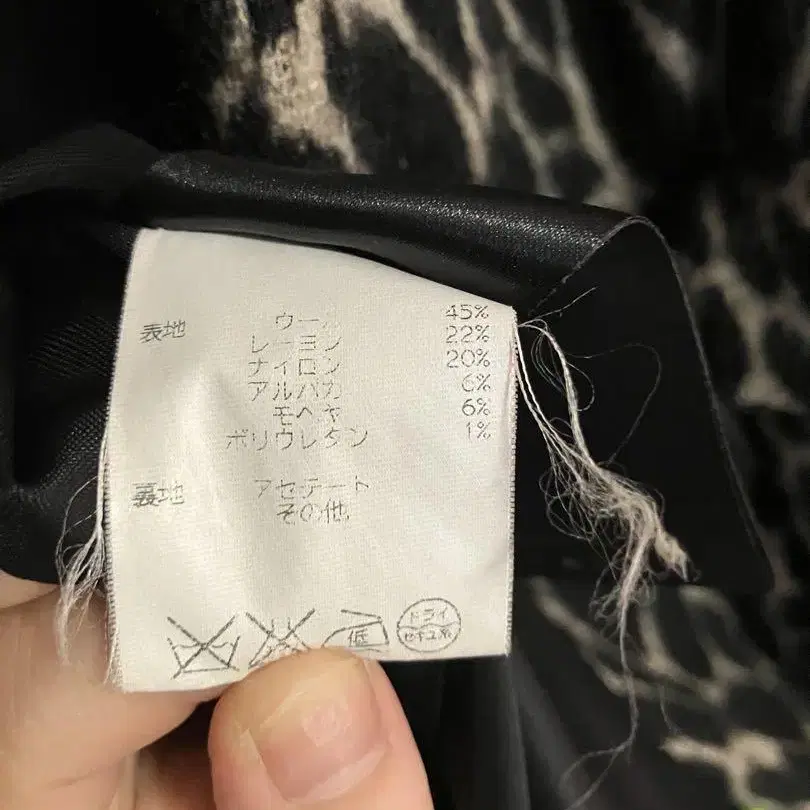 表地 ウール 45%
レーヨン 22%
ナイロン 20%
アルパカ 6%
モヘヤ 6%
ポリウレタン 1%
裏地 アセテート
その他
低
ドライ
セキユ系